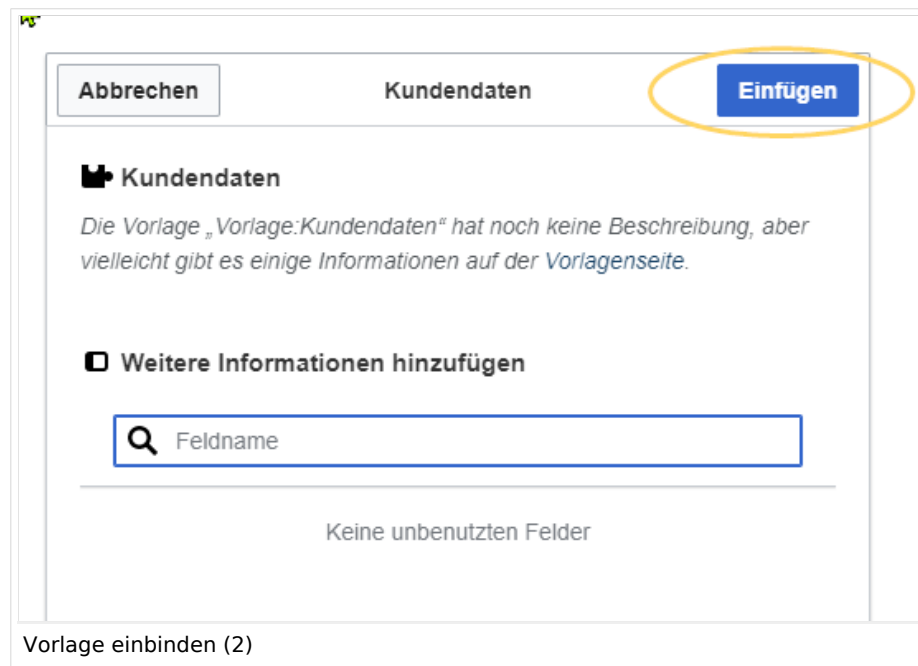 Abbrechen Kundendaten Einfügen
Kundendaten
Die Vorlage „Vorlage:Kundendaten“ hat noch keine Beschreibung, aber
vielleicht gibt es einige Informationen auf der Vorlagenseite.
Weitere Informationen hinzufügen
Feldname
Keine unbenutzten Felder
Vorlage einbinden (2)